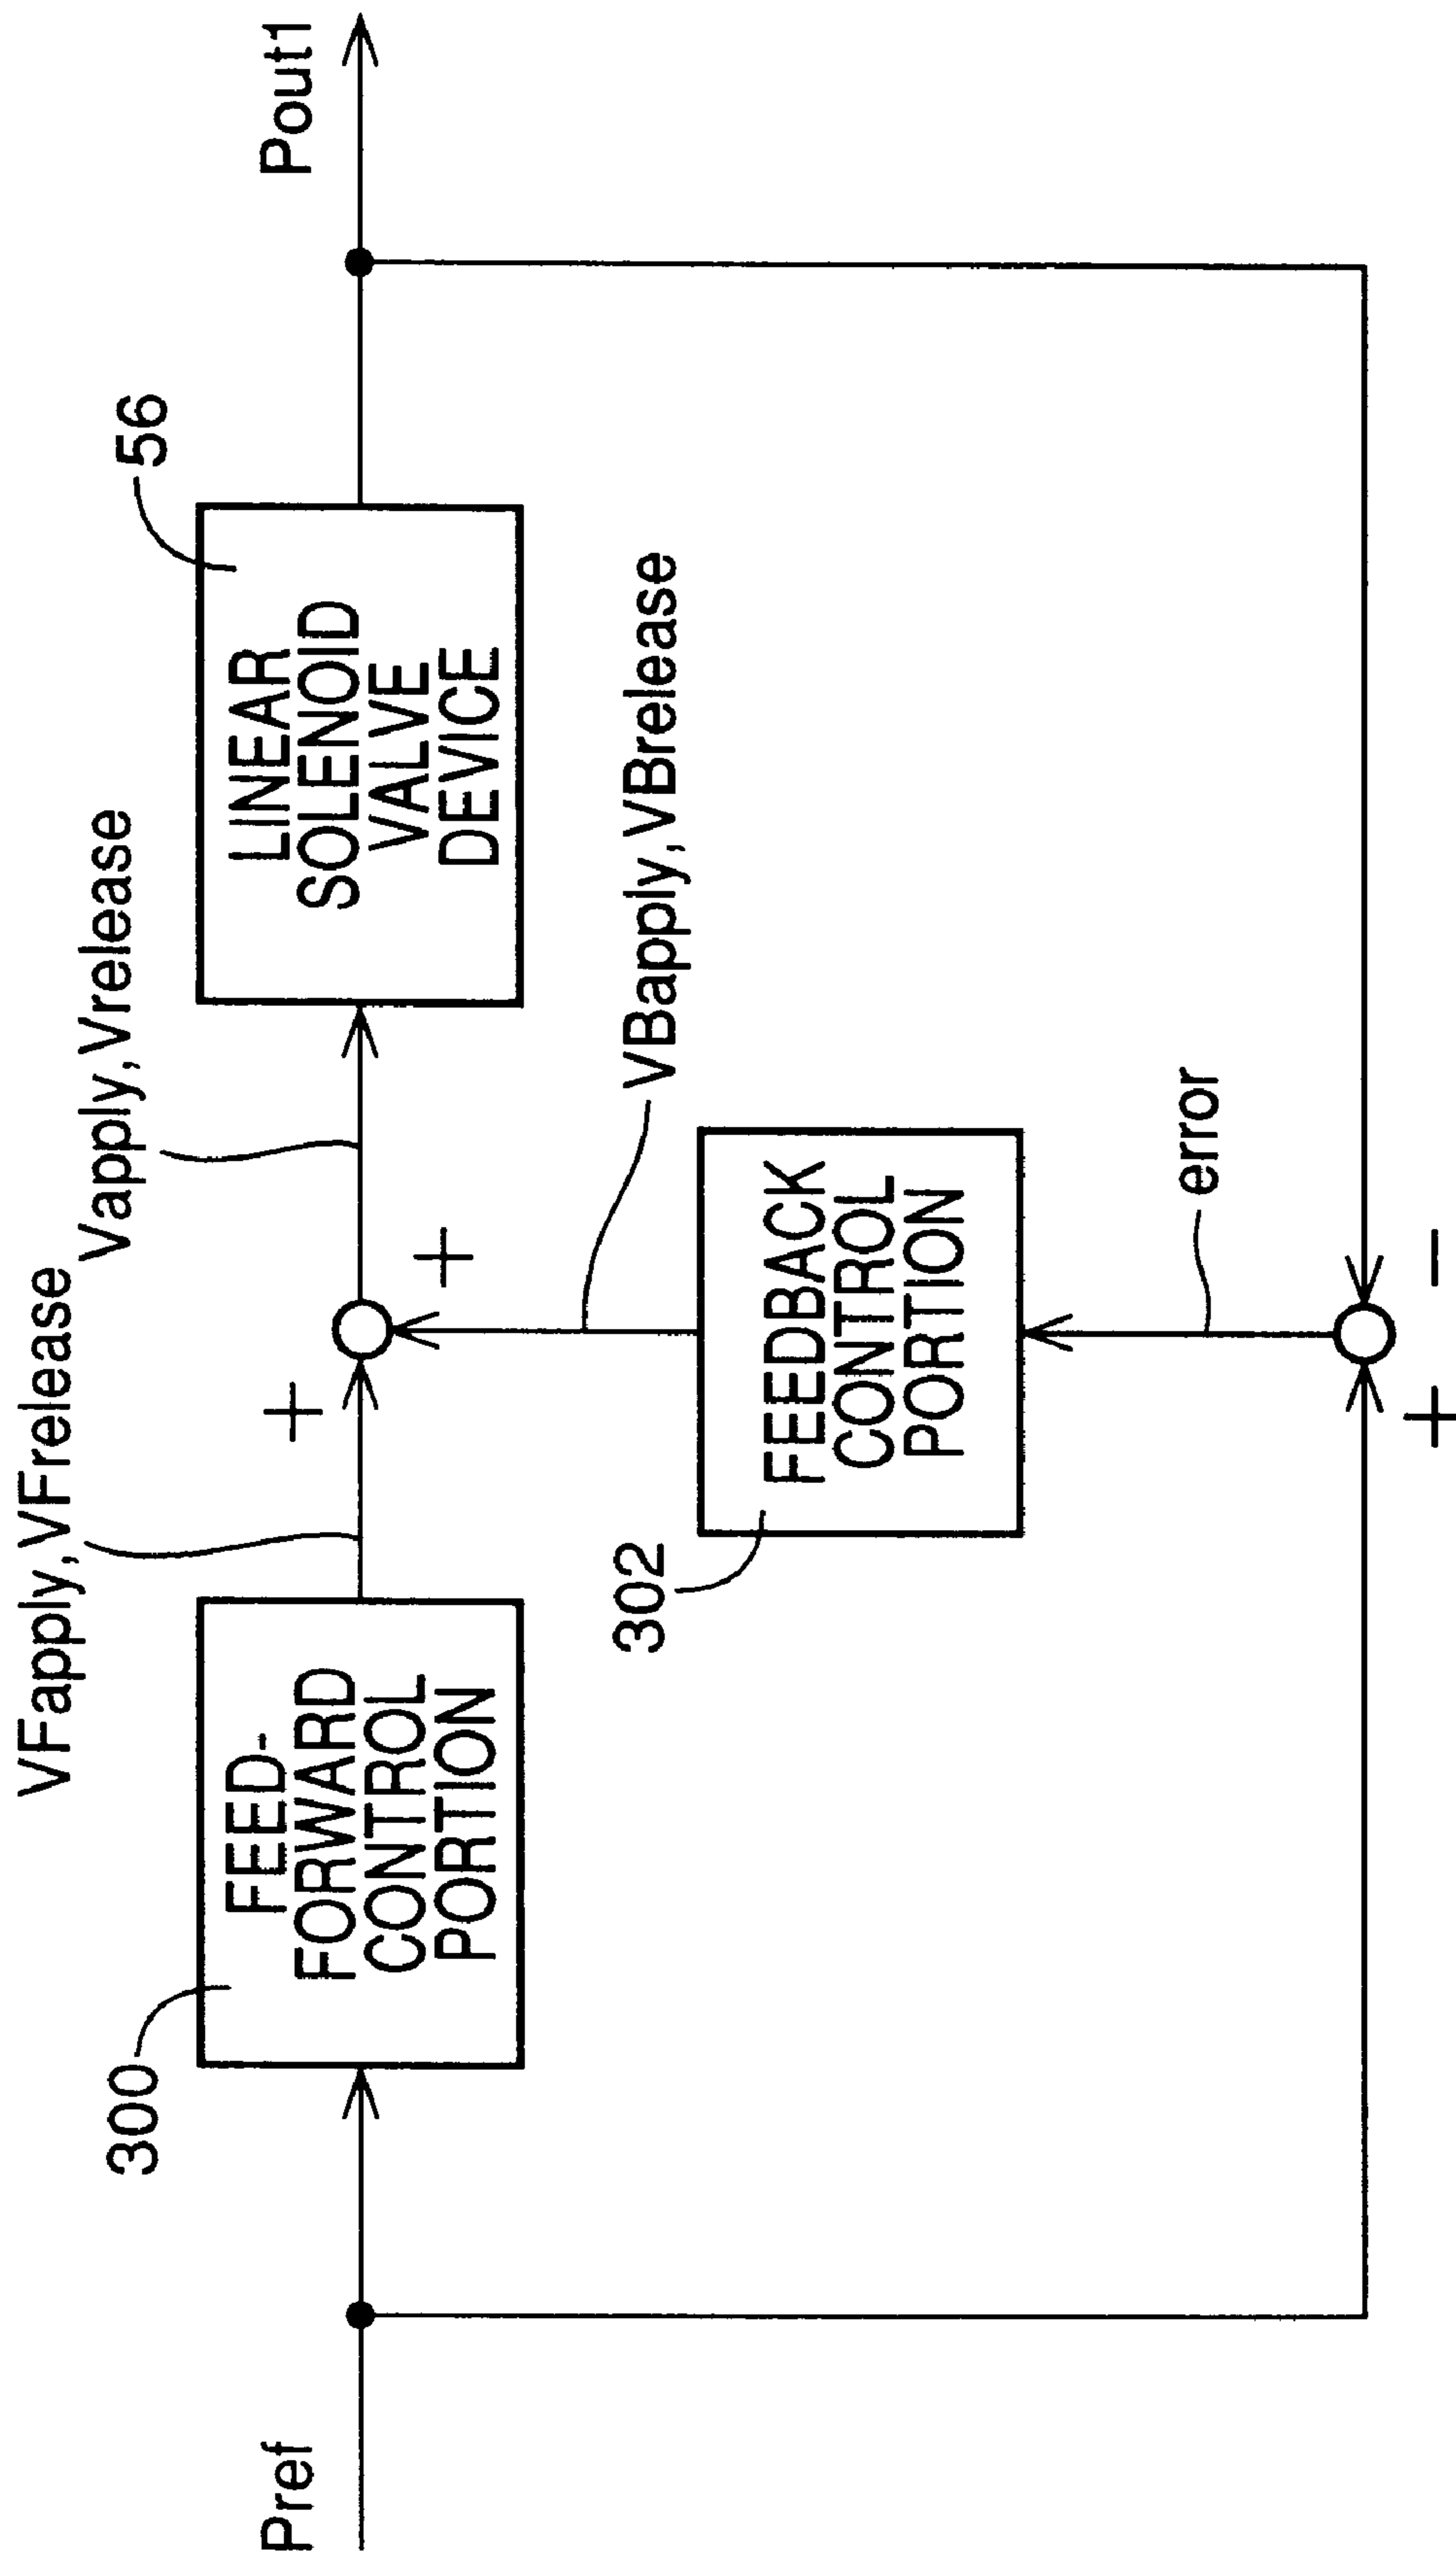 VFapply,VFrelease
Vapply,Vrelease
300
56
Pref
FEED-
FORWARD
CONTROL
PORTION
+
LINEAR
SOLENOID
VALVE
DEVICE
Pout1
+
302
FEEDBACK
CONTROL
PORTION
VBapply,VBrelease
error
+
−